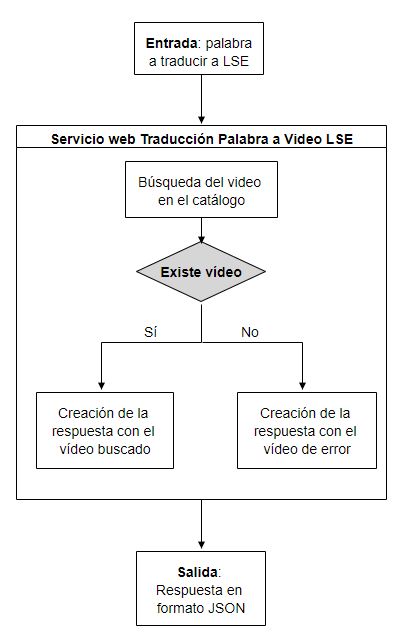 Entrada: palabra
a traducir a LSE
Servicio web Traducción Palabra a Video LSE
Búsqueda del video
en el catálogo
Existe vídeo
Sí
No
Creación de la
respuesta con el
vídeo buscado
Creación de la
respuesta con el
vídeo de error
Salida:
Respuesta en
formato JSON